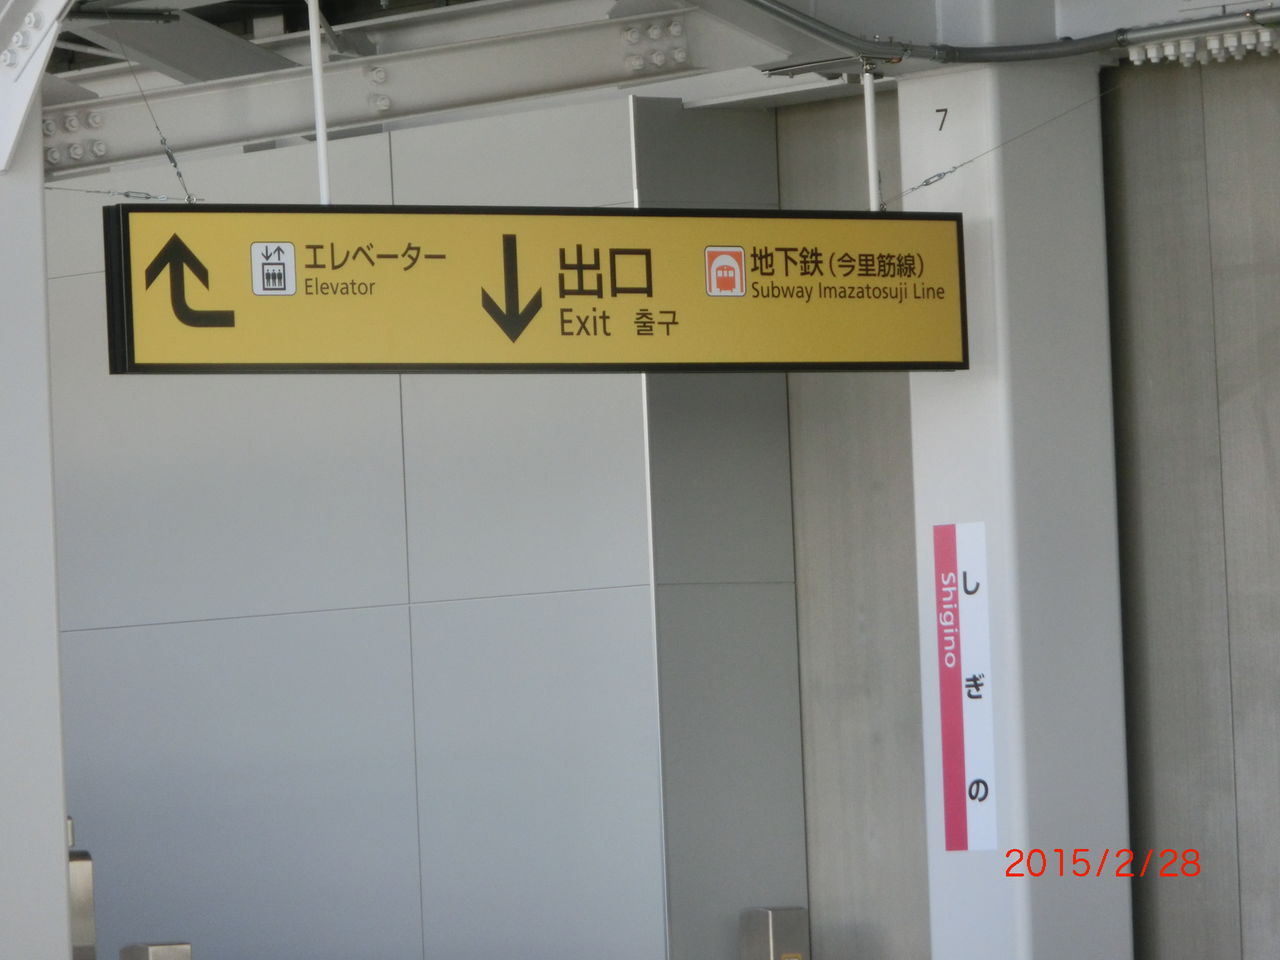 エレベーター
Elevator
出口
Exit 출구
地下鉄(今里筋線)
Subway Imazatosuji Line
7
しぎの
Shigino
2015/2/28